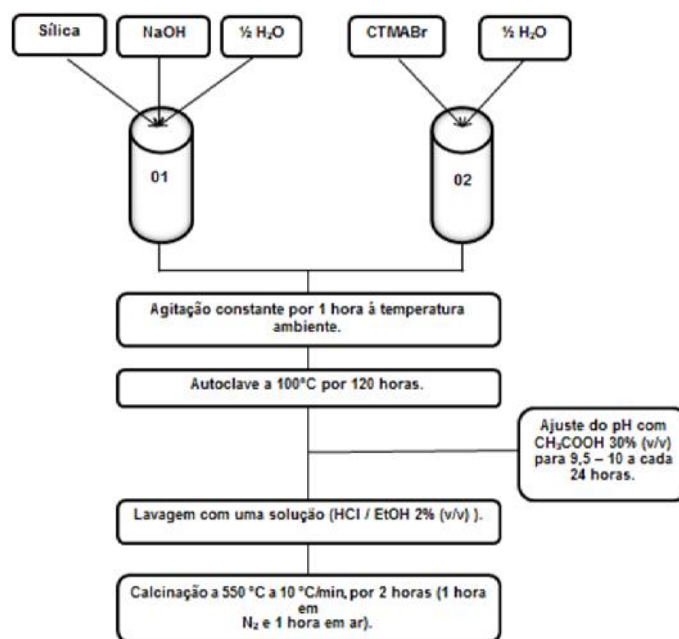 Sílica
NaOH
½ H₂O
CTMABr
½ H₂O
01
02
Agitação constante por 1 hora à temperatura
ambiente.
Autoclave a 100°C por 120 horas.
Ajuste do pH com
CH₃COOH 30% (v/v)
para 9,5 – 10 a cada
24 horas.
Lavagem com uma solução (HCl / EtOH 2% (v/v) ).
Calcinação a 550 °C a 10 °C/min, por 2 horas (1 hora
em
N₂ e 1 hora em ar).